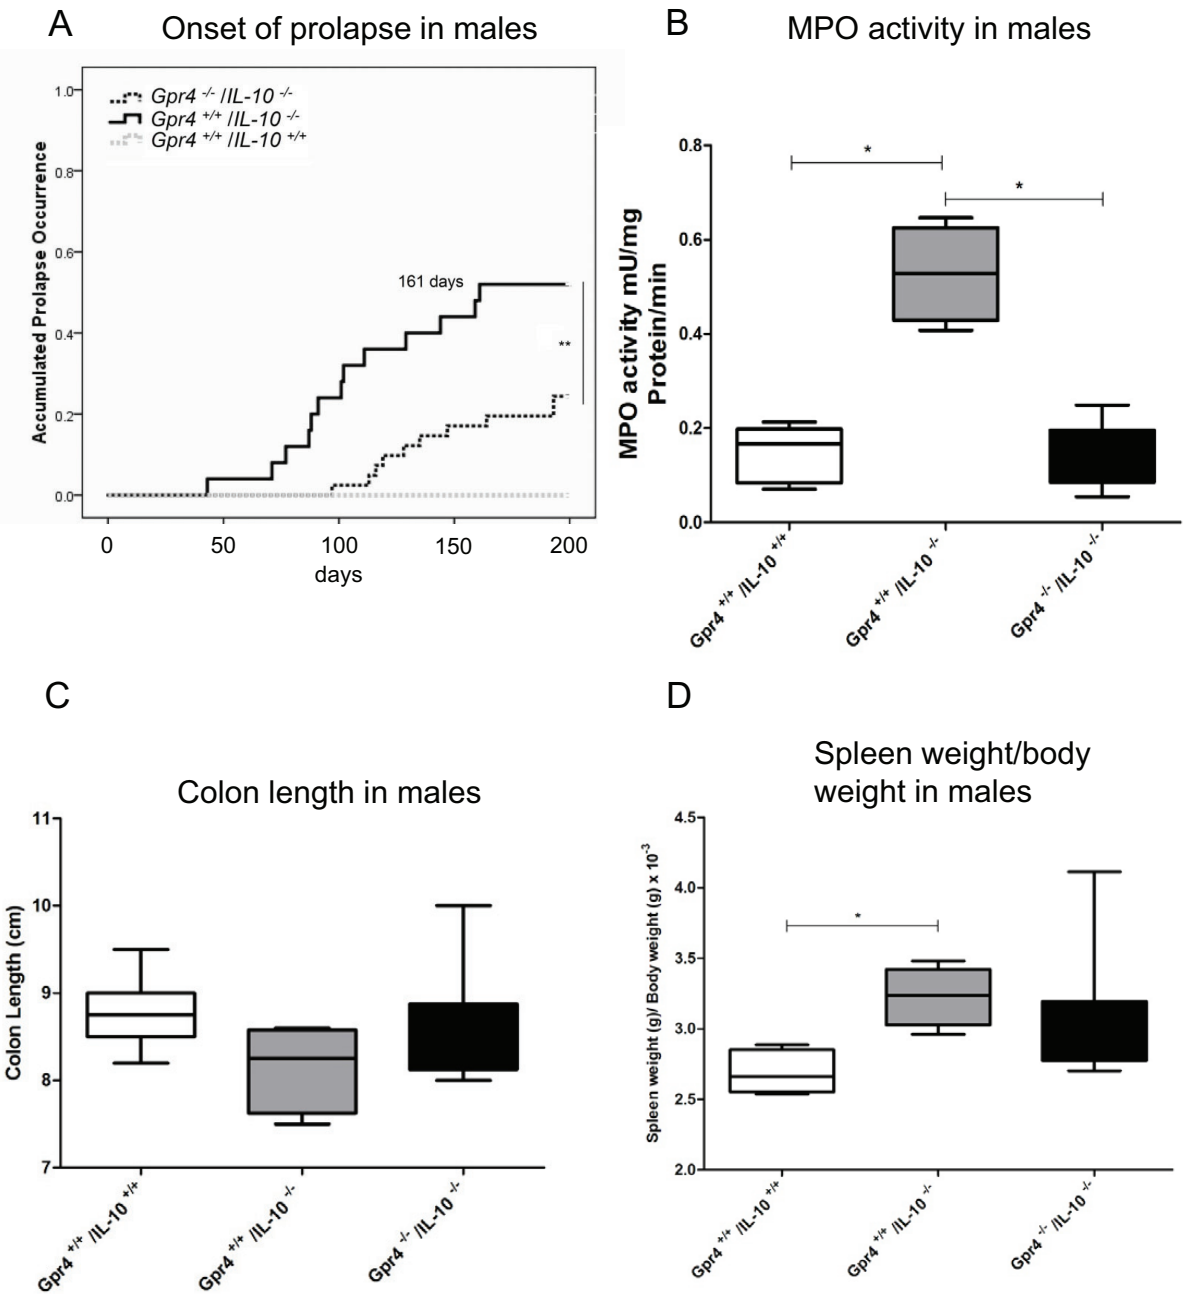 A
Onset of prolapse in males
1.0
0.8
0.6
0.4
0.2
0.0
Accumulated Prolapse Occurrence
Gpr4 -/- /IL-10 -/-
Gpr4 +/+ /IL-10 -/-
Gpr4 +/+ /IL-10 +/+
161 days
**
0 50 100 150 200
days
B
MPO activity in males
MPO activity mU/mg
Protein/min
0.8
0.6
0.4
0.2
0.0
*
*
Gpr4 +/+ /IL-10 +/+
Gpr4 +/+ /IL-10 -/-
Gpr4 -/- /IL-10 -/-
C
Colon length in males
Colon Length (cm)
11
10
9
8
7
Gpr4 +/+ /IL-10 +/+
Gpr4 +/+ /IL-10 -/-
Gpr4 -/- /IL-10 -/-
D
Spleen weight/body
weight in males
Spleen weight (g)/ Body weight (g) x 10-3
4.5
4.0
3.5
3.0
2.5
2.0
*
Gpr4 +/+ /IL-10 +/+
Gpr4 +/+ /IL-10 -/-
Gpr4 -/- /IL-10 -/-